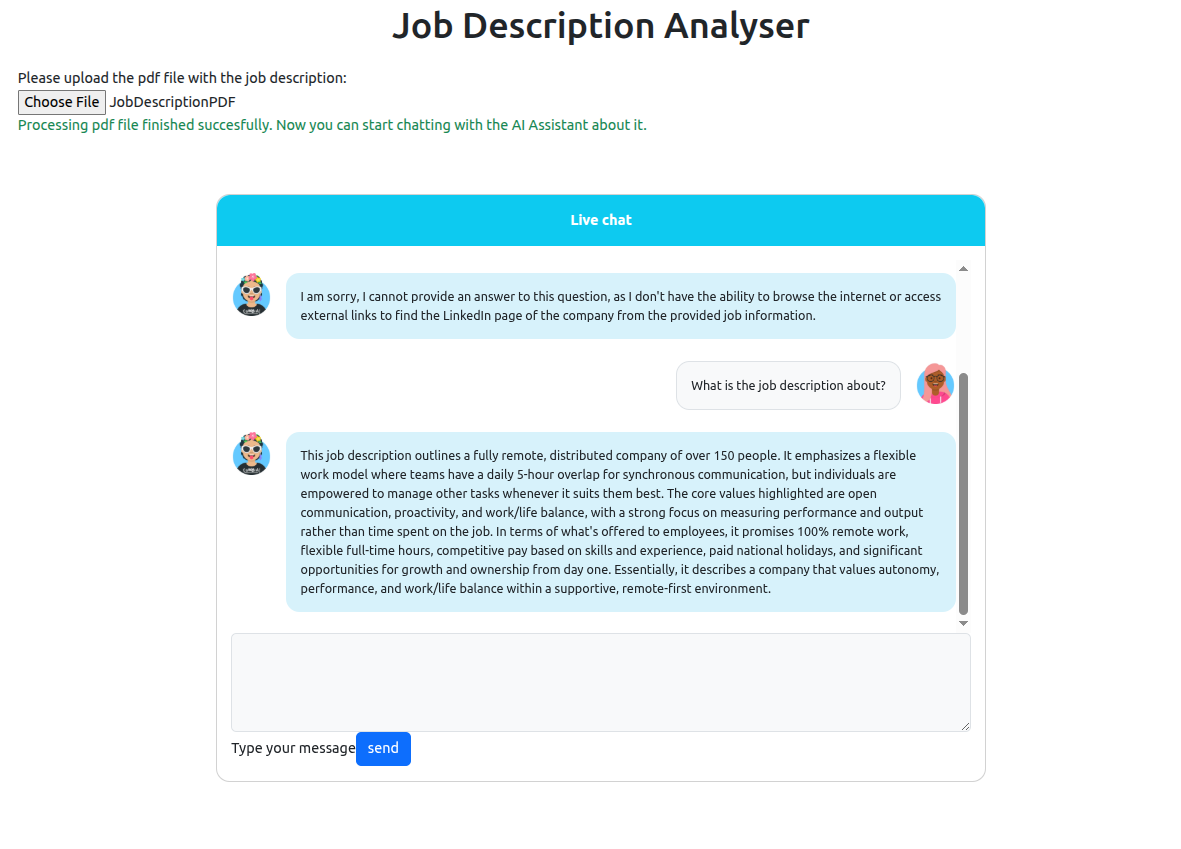 Job Description Analyser
Please upload the pdf file with the job description:
Choose File JobDescriptionPDF
Processing pdf file finished succesfully. Now you can start chatting with the AI Assistant about it.
Live chat
I am sorry, I cannot provide an answer to this question, as I don't have the ability to browse the internet or access
external links to find the LinkedIn page of the company from the provided job information.
What is the job description about?
This job description outlines a fully remote, distributed company of over 150 people. It emphasizes a flexible
work model where teams have a daily 5-hour overlap for synchronous communication, but individuals are
empowered to manage other tasks whenever it suits them best. The core values highlighted are open
communication, proactivity, and work/life balance, with a strong focus on measuring performance and output
rather than time spent on the job. In terms of what's offered to employees, it promises 100% remote work,
flexible full-time hours, competitive pay based on skills and experience, paid national holidays, and significant
opportunities for growth and ownership from day one. Essentially, it describes a company that values autonomy,
performance, and work/life balance within a supportive, remote-first environment.
Type your message send